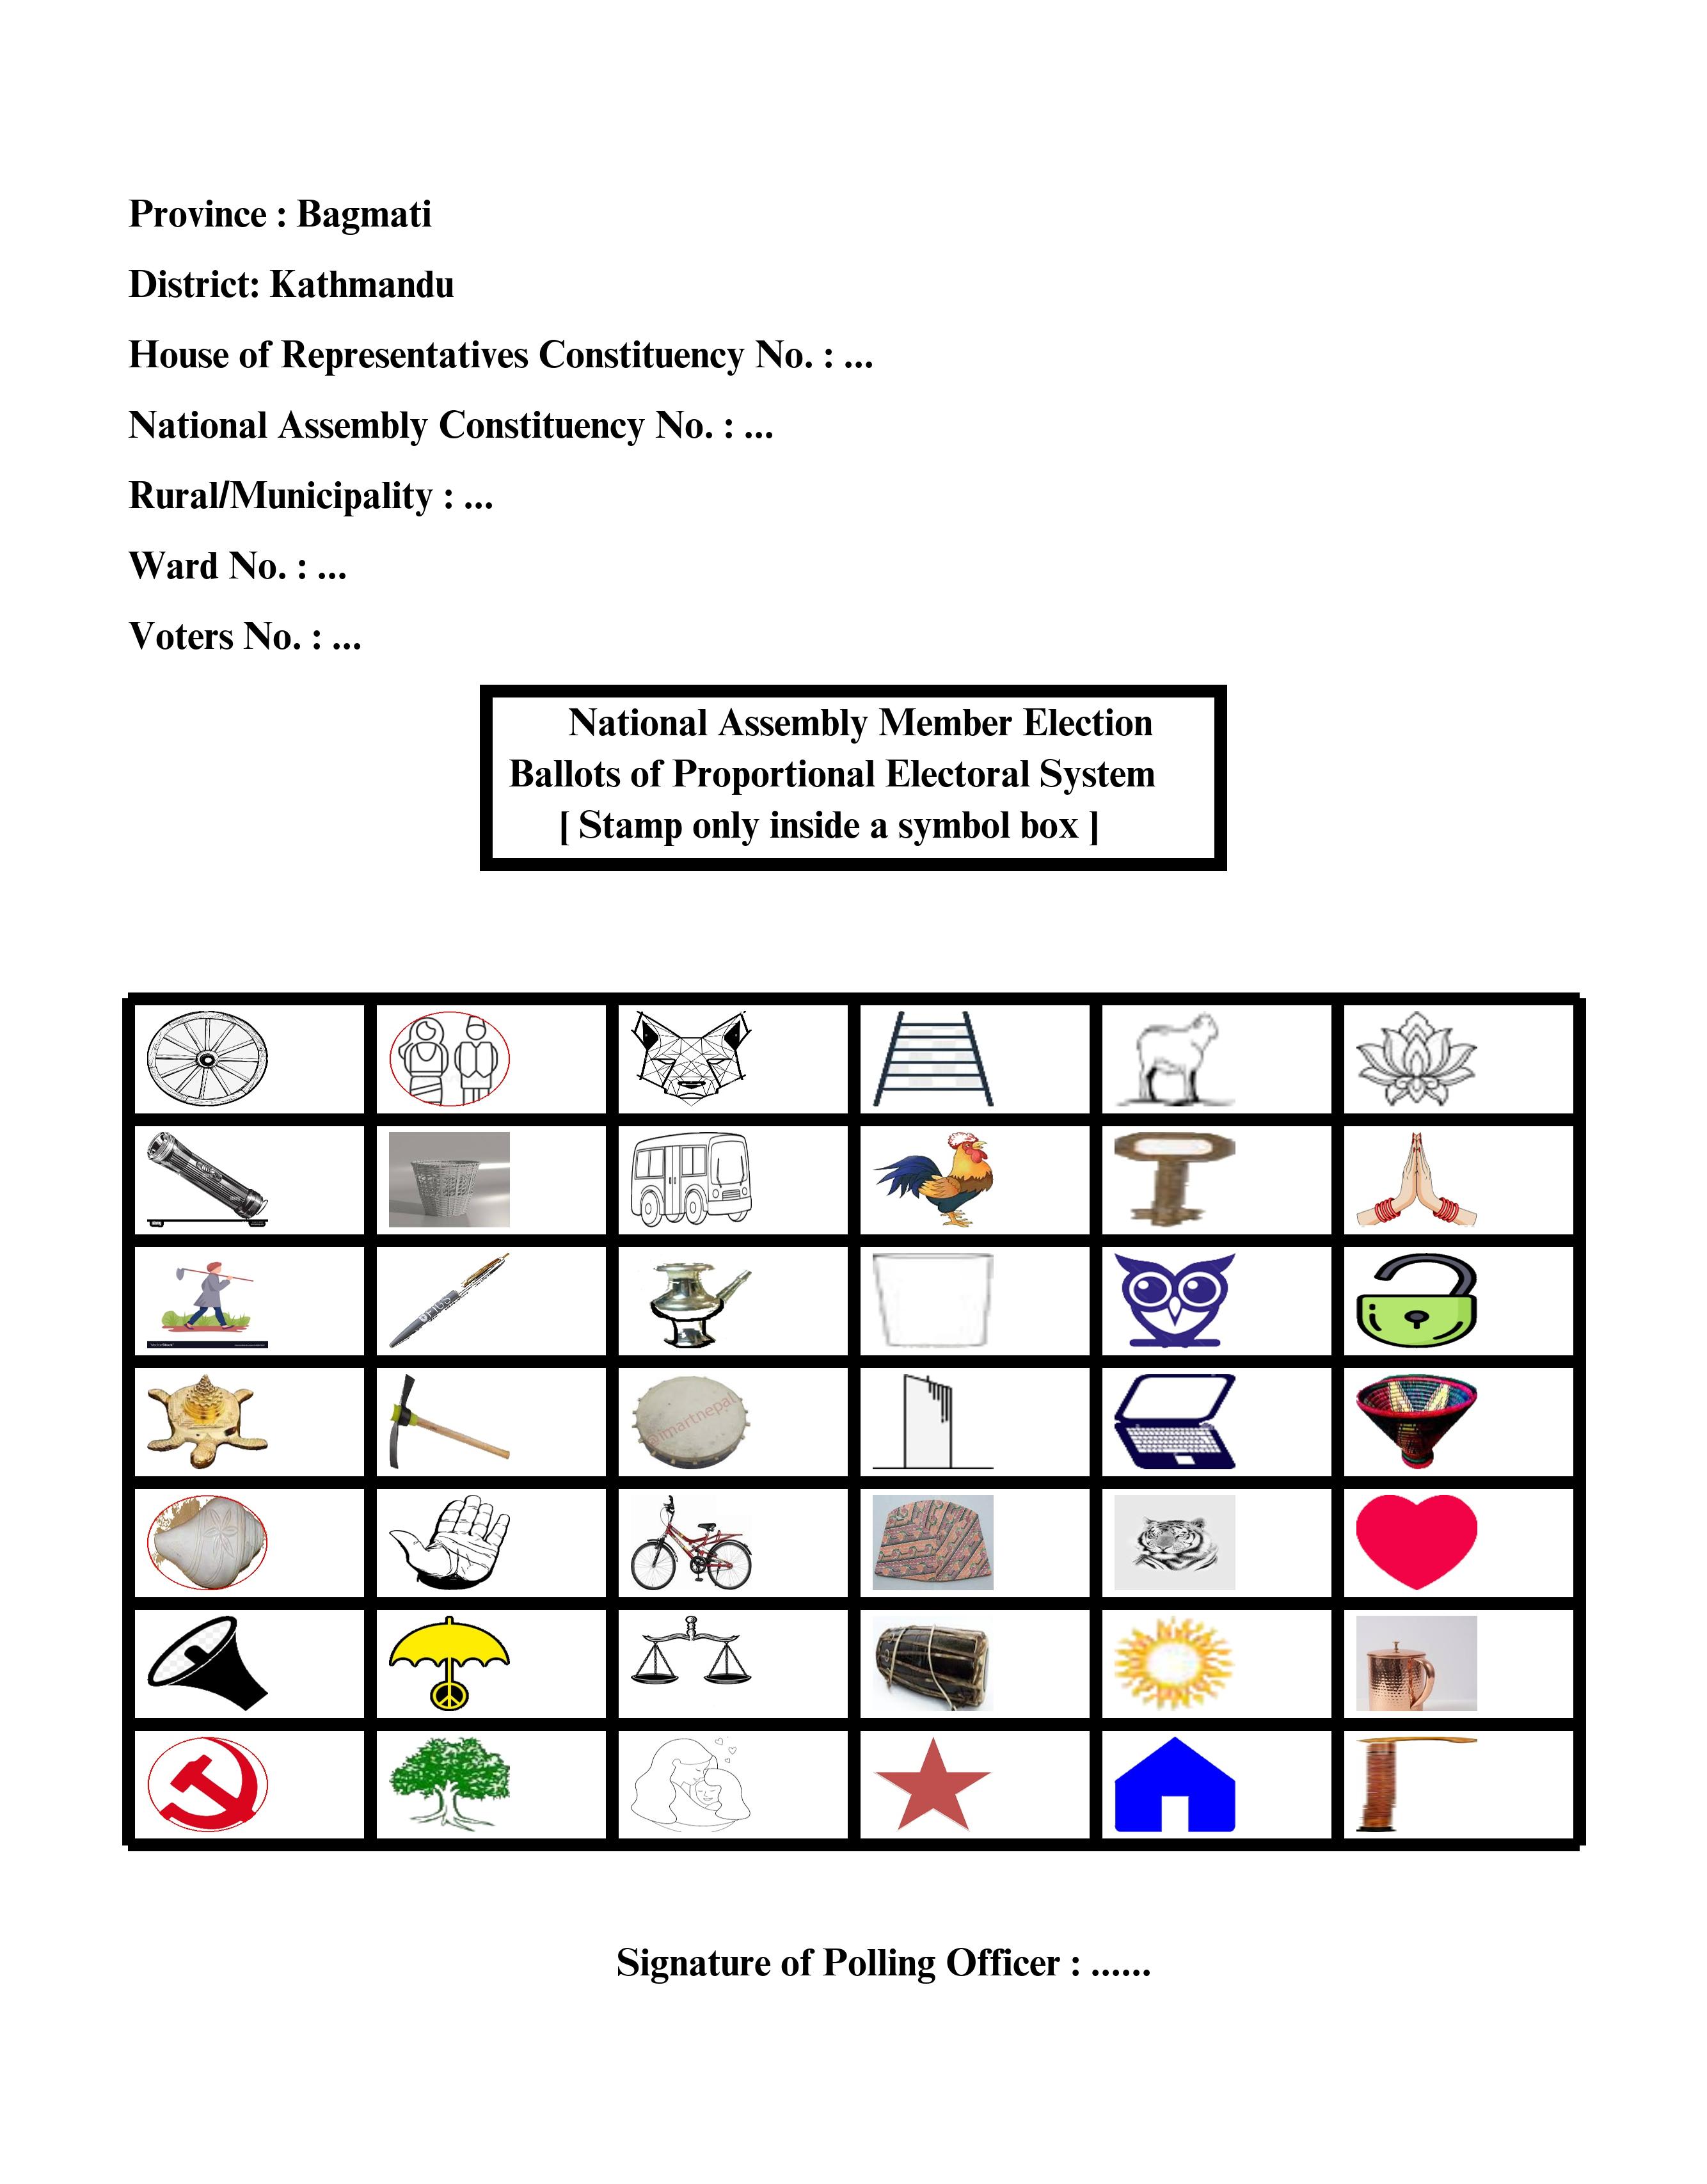 Province : Bagmati
District: Kathmandu
House of Representatives Constituency No. : ...
National Assembly Constituency No. : ...
Rural/Municipality : ...
Ward No. : ...
Voters No. : ...
National Assembly Member Election
Ballots of Proportional Electoral System
[ Stamp only inside a symbol box ]
Signature of Polling Officer : ......